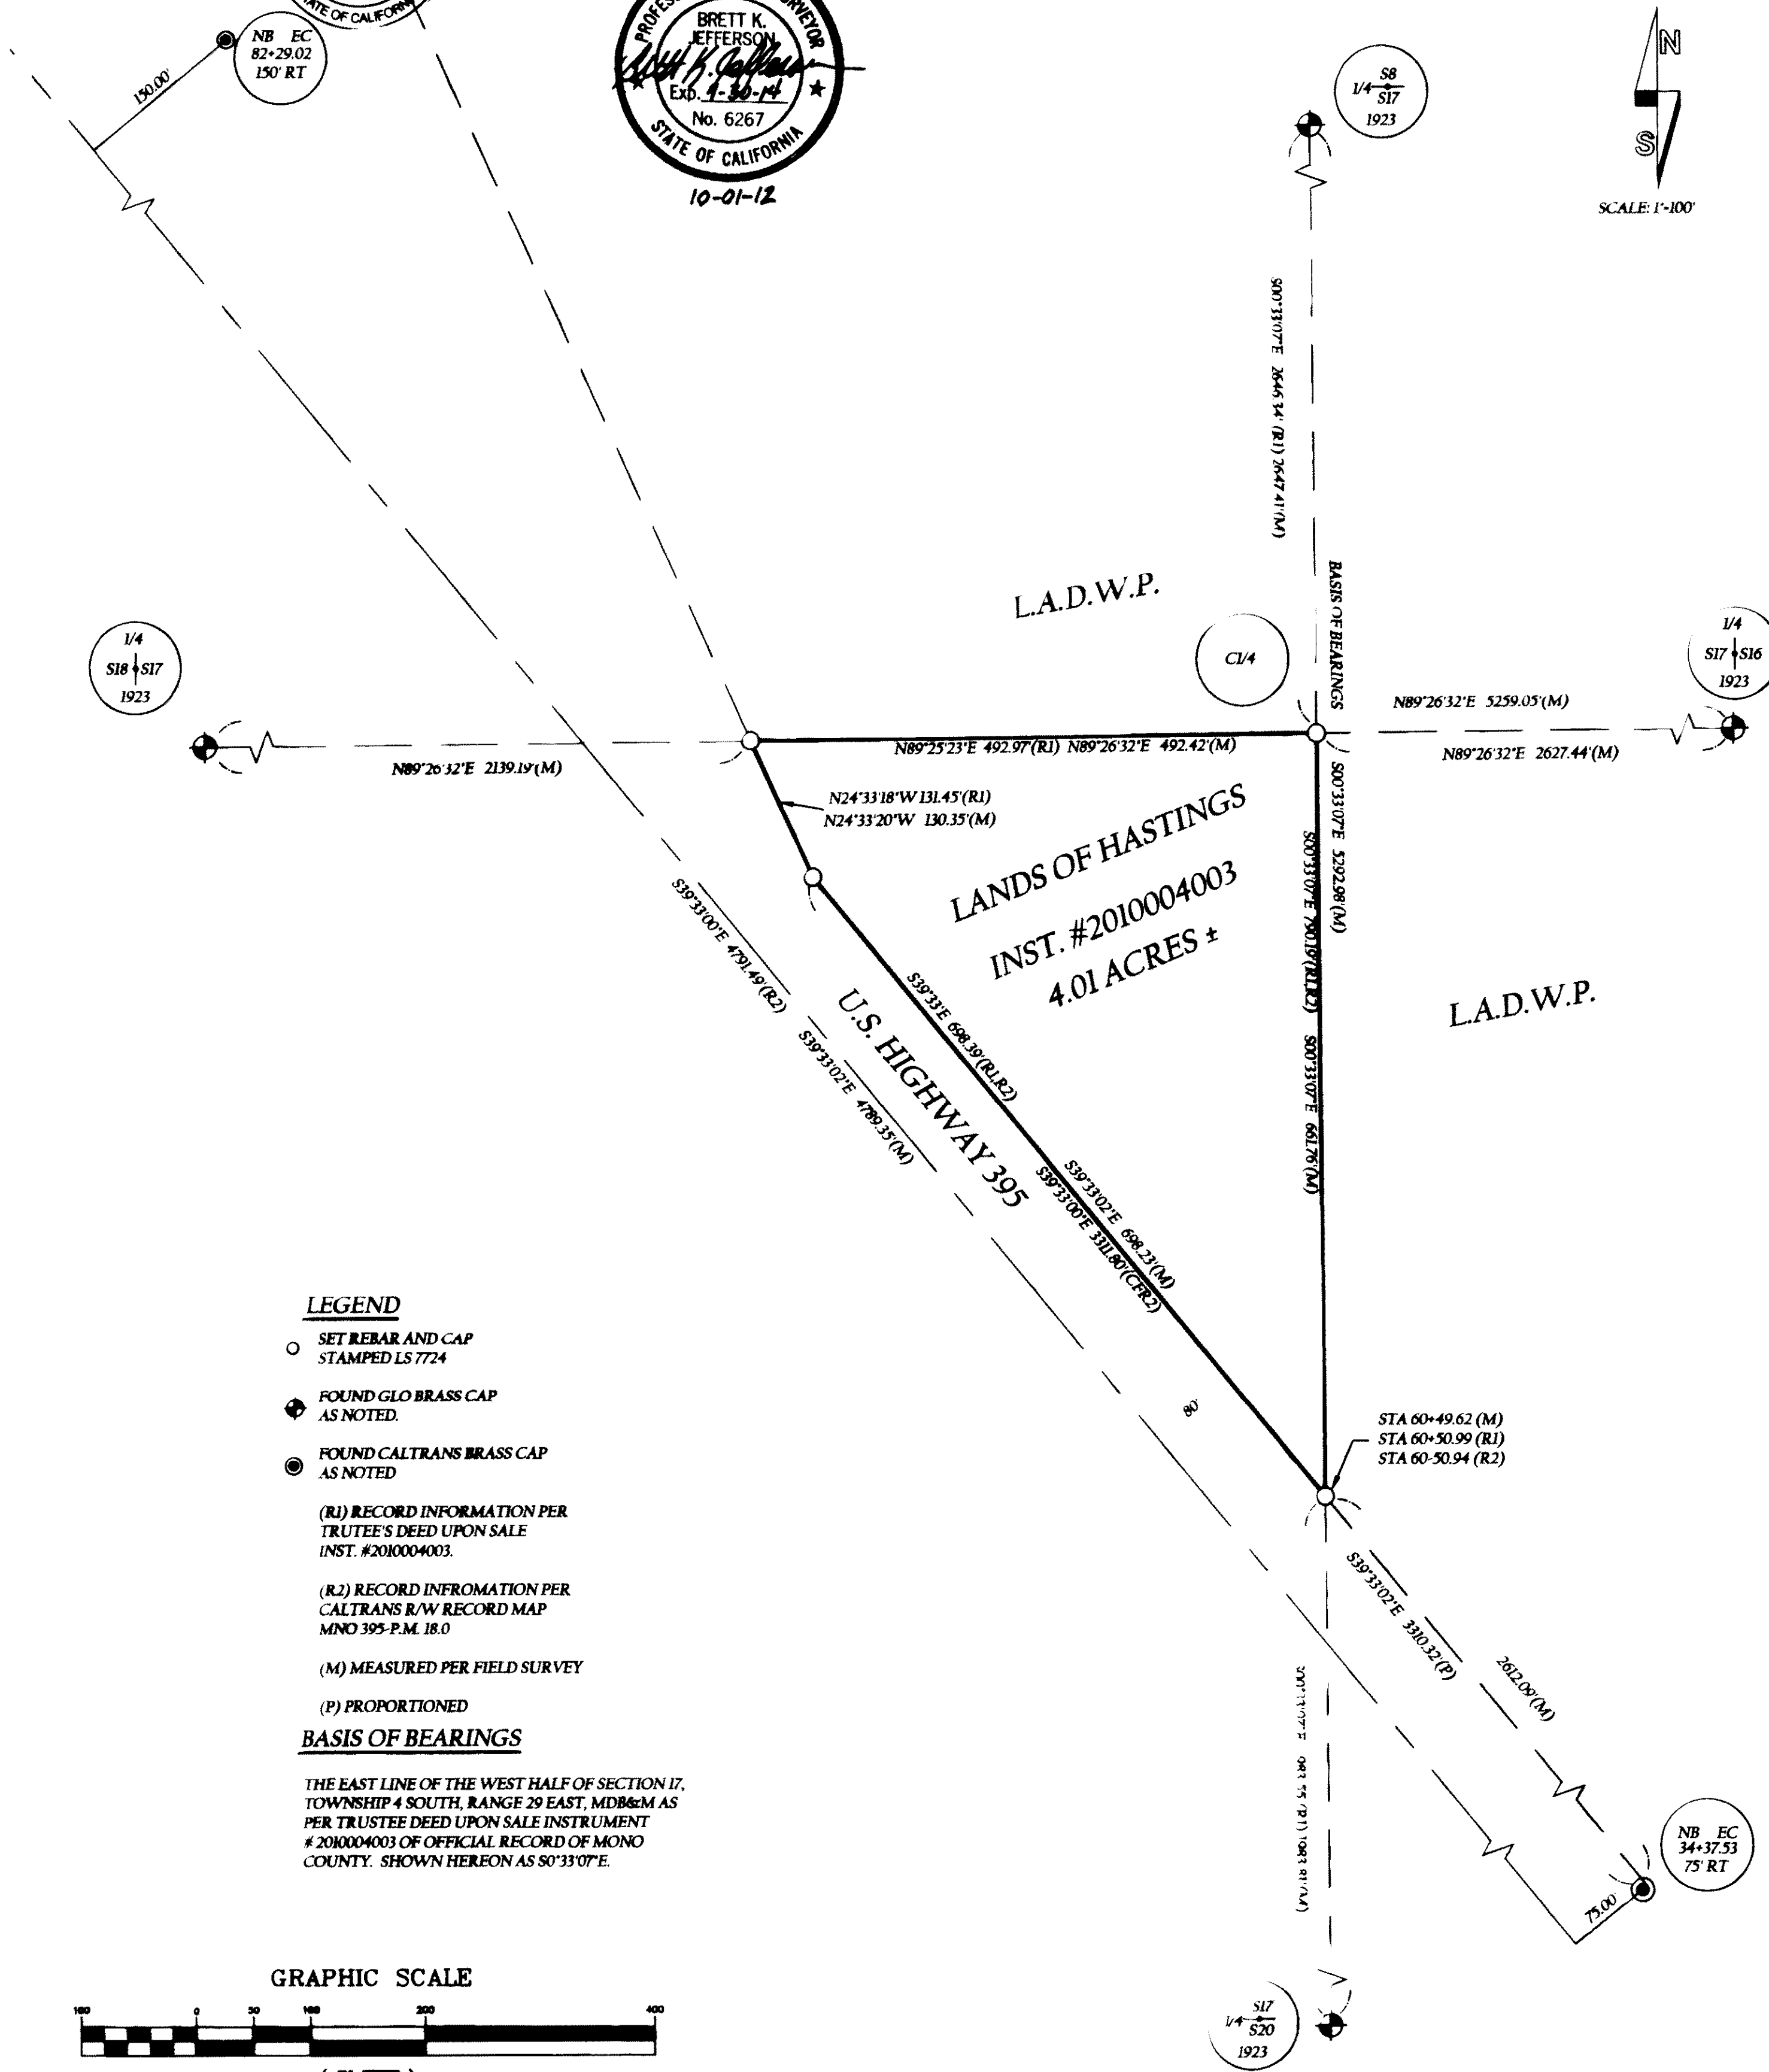 STATE OF CALIFORNIA
NB EC
82+29.02
150' RT
150.00'
BRETT K.
JEFFERSON
Exp. 9-30-14
No. 6267
STATE OF CALIFORNIA
10-01-12
S8
1/4
S17
1923
N
S
SCALE: 1"-100'
S00°33'07"E 2646.34' (R1) 2647.41'(M)
BASIS OF BEARINGS
L.A.D.W.P.
C1/4
1/4
S18 S17
1923
1/4
S17 S16
1923
N89°26'32"E 5259.05'(M)
N89°26'32"E 2627.44'(M)
N89°25'23"E 492.97'(R1) N89°26'32"E 492.42'(M)
N89°26'32"E 2139.19'(M)
N24°33'18"W 131.45'(R1)
N24°33'20"W 130.35'(M)
LANDS OF HASTINGS
INST. #2010004003
4.01 ACRES ±
S00°33'07"E 5292.98'(M)
S00°33'07"E 661.76'(M)
L.A.D.W.P.
S39°33'00"E 4791.49'(R2)
S39°33'02"E 4789.35'(M)
U.S. HIGHWAY 395
S39°33'E 698.39'(R1,R2)
S39°33'02"E 698.23'(M)
S39°33'00"E 3311.80'(CFR2)
80'
STA 60+49.62 (M)
STA 60+50.99 (R1)
STA 60-50.94 (R2)
S39°33'02"E 3310.32'(P)
2612.09'(M)
NB EC
34+37.53
75' RT
75.00'
S17
1/4
S20
1923
LEGEND
SET REBAR AND CAP
STAMPED LS 7724
FOUND GLO BRASS CAP
AS NOTED.
FOUND CALTRANS BRASS CAP
AS NOTED
(R1) RECORD INFORMATION PER
TRUTEE'S DEED UPON SALE
INST. #2010004003.
(R2) RECORD INFROMATION PER
CALTRANS R/W RECORD MAP
MNO 395-P.M. 18.0
(M) MEASURED PER FIELD SURVEY
(P) PROPORTIONED
BASIS OF BEARINGS
THE EAST LINE OF THE WEST HALF OF SECTION 17,
TOWNSHIP 4 SOUTH, RANGE 29 EAST, MDB&M AS
PER TRUSTEE DEED UPON SALE INSTRUMENT
# 2010004003 OF OFFICIAL RECORD OF MONO
COUNTY. SHOWN HEREON AS S0°33'07"E.
GRAPHIC SCALE
100 0 50 100 200 400